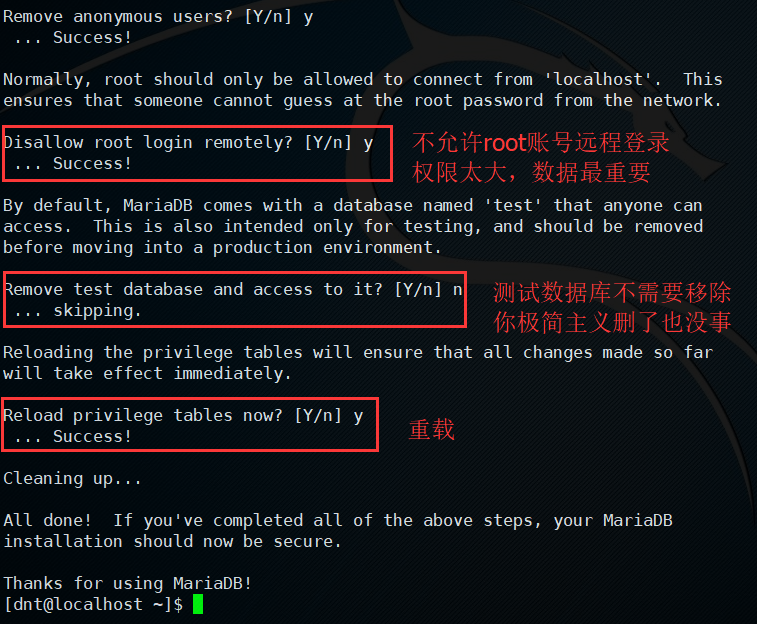 Remove anonymous users? [Y/n] y
 ... Success!
Normally, root should only be allowed to connect from 'localhost'.  This
ensures that someone cannot guess at the root password from the network.
Disallow root login remotely? [Y/n] y
不允许root账号远程登录
 ... Success!
权限太大，数据最重要
By default, MariaDB comes with a database named 'test' that anyone can
access.  This is also intended only for testing, and should be removed
before moving into a production environment.
Remove test database and access to it? [Y/n] n
测试数据库不需要移除
 ... skipping.
你极简主义删了也没事
Reloading the privilege tables will ensure that all changes made so far
will take effect immediately.
Reload privilege tables now? [Y/n] y
重载
 ... Success!
Cleaning up...
All done!  If you've completed all of the above steps, your MariaDB
installation should now be secure.
Thanks for using MariaDB!
[dnt@localhost ~]$